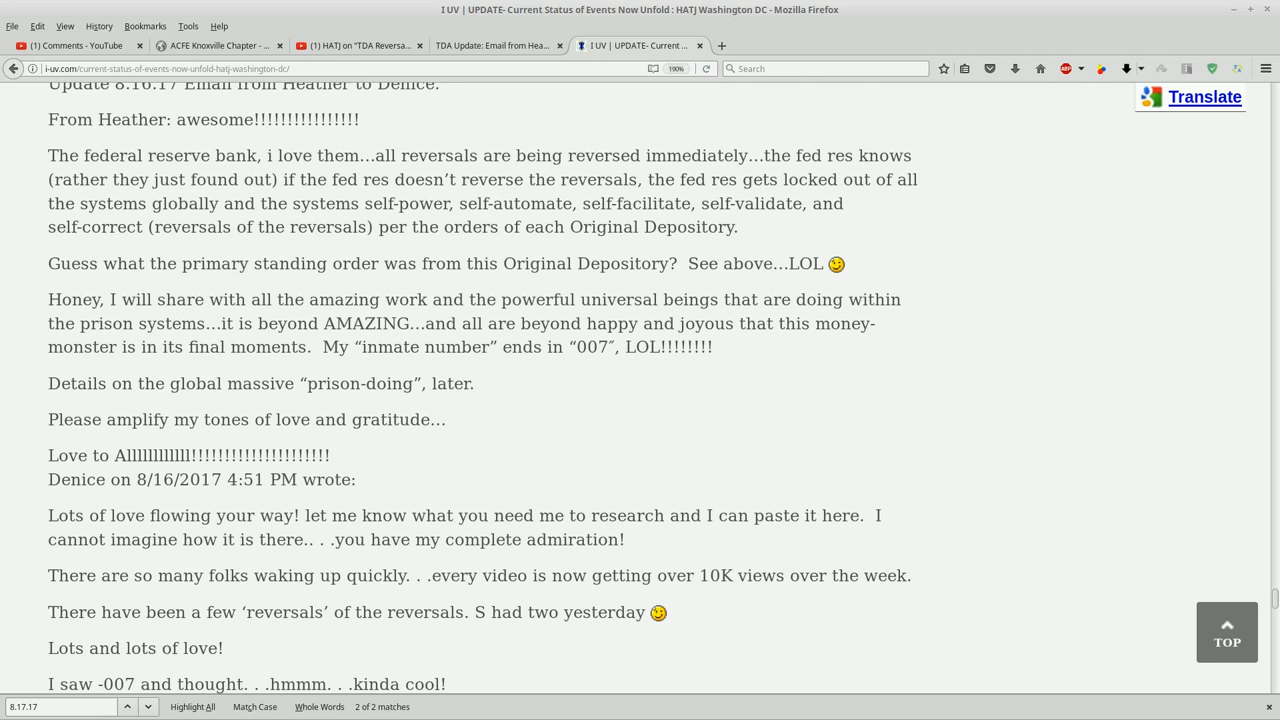 I UV | UPDATE- Current Status of Events Now Unfold : HATJ Washington DC - Mozilla Firefox
File Edit View History Bookmarks Tools Help
(1) Comments - YouTube
ACFE Knoxville Chapter - ...
(1) HATJ on "TDA Reversa...
TDA Update: Email from Hea...
I UV | UPDATE- Current ...
i-uv.com/current-status-of-events-now-unfold-hatj-washington-dc/
190%
Search
ABP
Update 8.16.17 Email from Heather to Denice.
Translate
From Heather: awesome!!!!!!!!!!!!!!!!
The federal reserve bank, i love them...all reversals are being reversed immediately...the fed res knows
(rather they just found out) if the fed res doesn’t reverse the reversals, the fed res gets locked out of all
the systems globally and the systems self-power, self-automate, self-facilitate, self-validate, and
self-correct (reversals of the reversals) per the orders of each Original Depository.
Guess what the primary standing order was from this Original Depository?  See above...LOL
Honey, I will share with all the amazing work and the powerful universal beings that are doing within
the prison systems...it is beyond AMAZING...and all are beyond happy and joyous that this money-
monster is in its final moments.  My “inmate number” ends in “007″, LOL!!!!!!!!
Details on the global massive “prison-doing”, later.
Please amplify my tones of love and gratitude...
Love to Alllllllllllll!!!!!!!!!!!!!!!!!!!!!
Denice on 8/16/2017 4:51 PM wrote:
Lots of love flowing your way! let me know what you need me to research and I can paste it here.  I
cannot imagine how it is there.. . .you have my complete admiration!
There are so many folks waking up quickly. . .every video is now getting over 10K views over the week.
There have been a few ‘reversals’ of the reversals. S had two yesterday
Lots and lots of love!
TOP
I saw -007 and thought. . .hmmm. . .kinda cool!
8.17.17
Highlight All Match Case Whole Words 2 of 2 matches